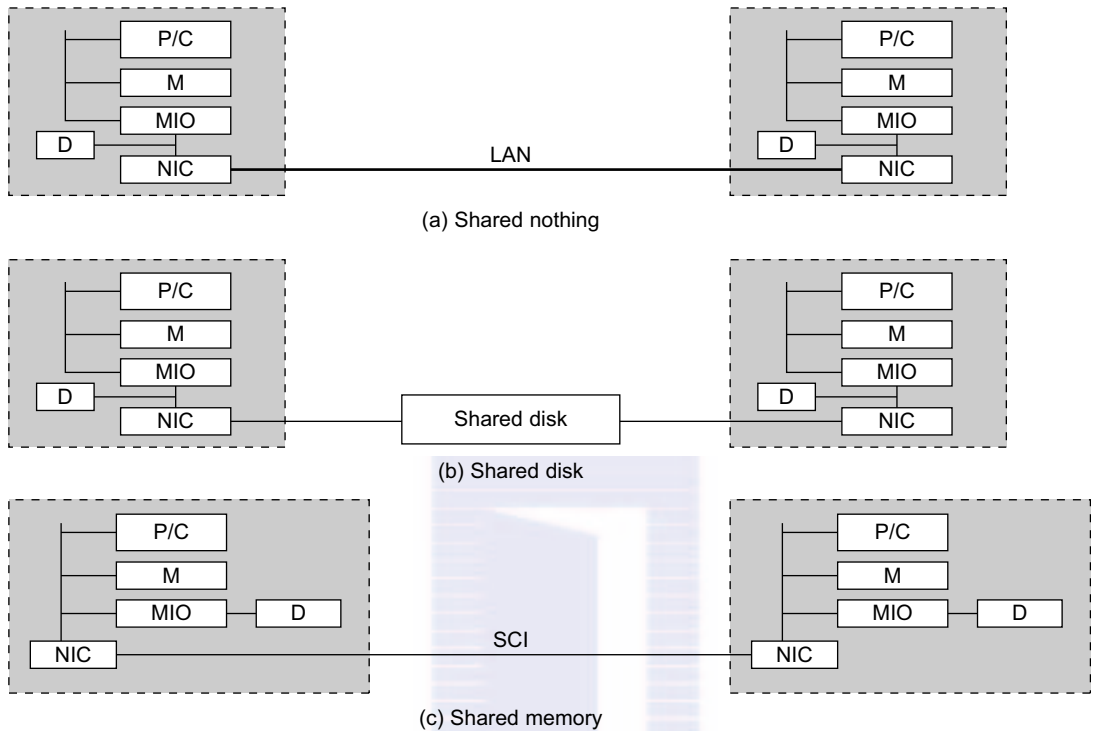 P/C
P/C
M
M
MIO
MIO
D
D
LAN
NIC
NIC
(a) Shared nothing
P/C
P/C
M
M
MIO
MIO
D
D
NIC
Shared disk
NIC
(b) Shared disk
P/C
P/C
M
M
MIO
D
MIO
D
SCI
NIC
NIC
(c) Shared memory